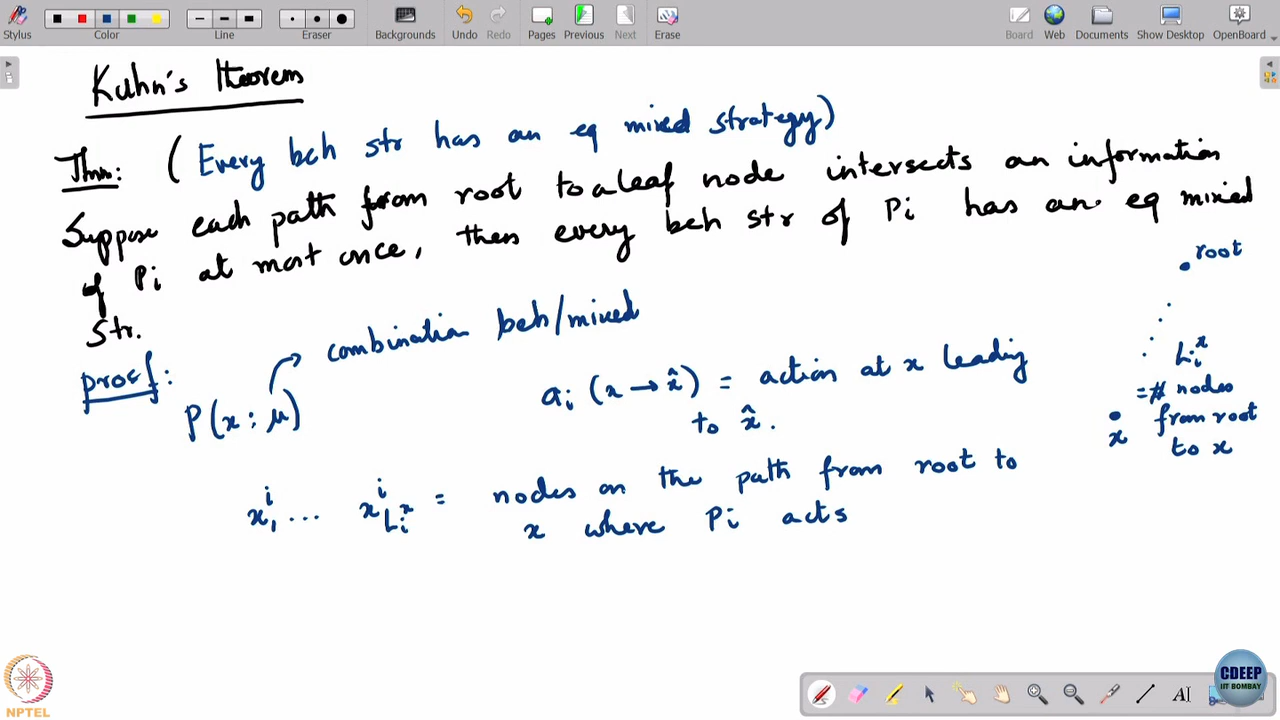 Stylus
Color
Line
Eraser
Backgrounds
Undo
Redo
Pages
Previous
Next
Erase
Board
Web
Documents
Show Desktop
OpenBoard
Kuhn's Theorem
Thm: (Every beh str has an eq mixed strategy)
Suppose each path from root to a leaf node intersects an information
of Pi at most once, then every beh str of Pi has an eq mixed
Str.
proof:
combination beh/mixed
P(x : μ)
a_i (x → x̂) = action at x leading
to x̂.
x_1^i ... x_{L_i^x}^i = nodes on the path from root to
x where Pi acts
root
L_i^x
= # nodes
from root
to x
x
NPTEL
CDEEP
IIT BOMBAY